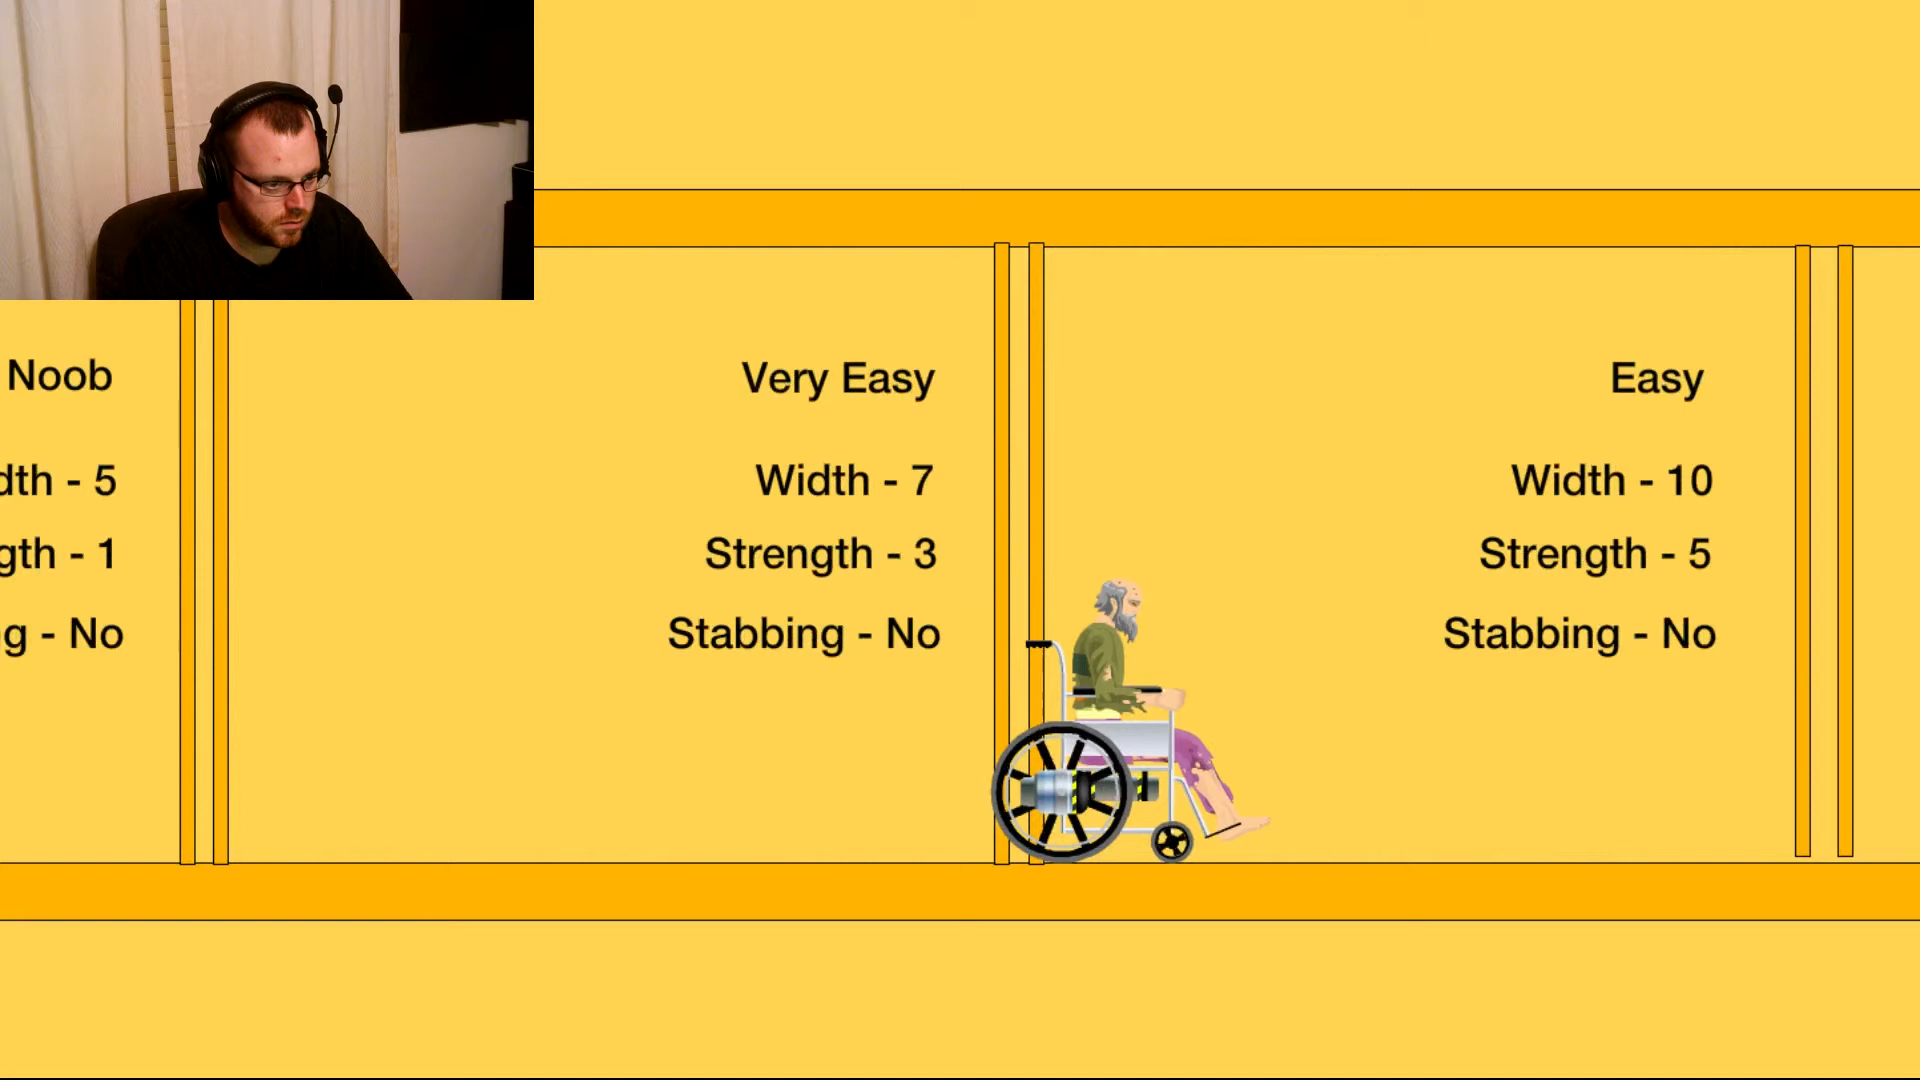 Noob
dth - 5
gth - 1
g - No
Very Easy
Width - 7
Strength - 3
Stabbing - No
Easy
Width - 10
Strength - 5
Stabbing - No